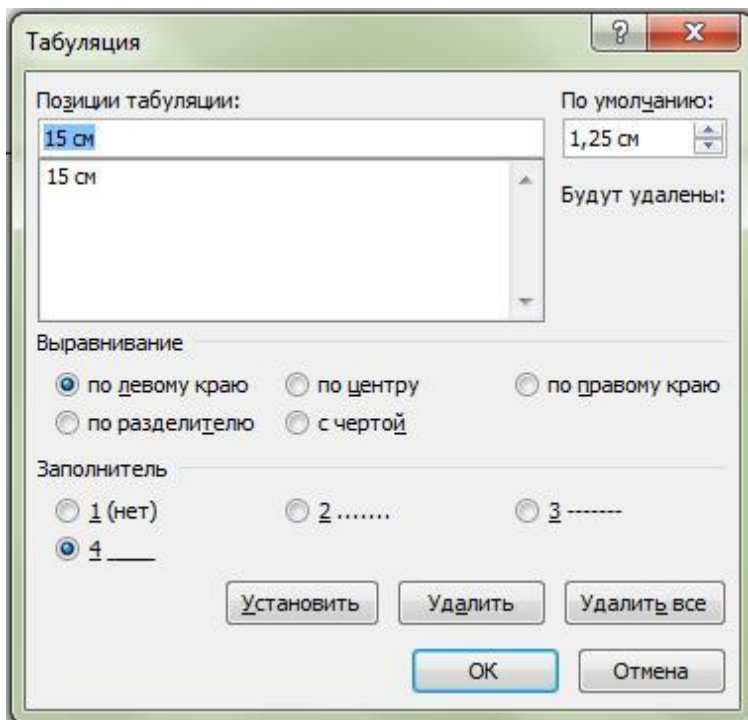 Табуляция
Позиции табуляции: По умолчанию:
15 см 1,25 см
15 см
Будут удалены:
Выравнивание
по левому краю по центру по правому краю
по разделителю с чертой
Заполнитель
1 (нет) 2 ....... 3 -------
4 ____
Установить Удалить Удалить все
ОК Отмена